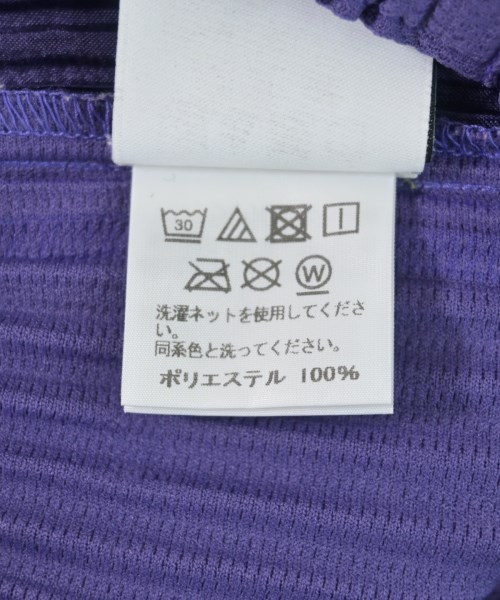 30
W
洗濯ネットを使用してくださ
い。
同系色と洗ってください。
ポリエステル 100%